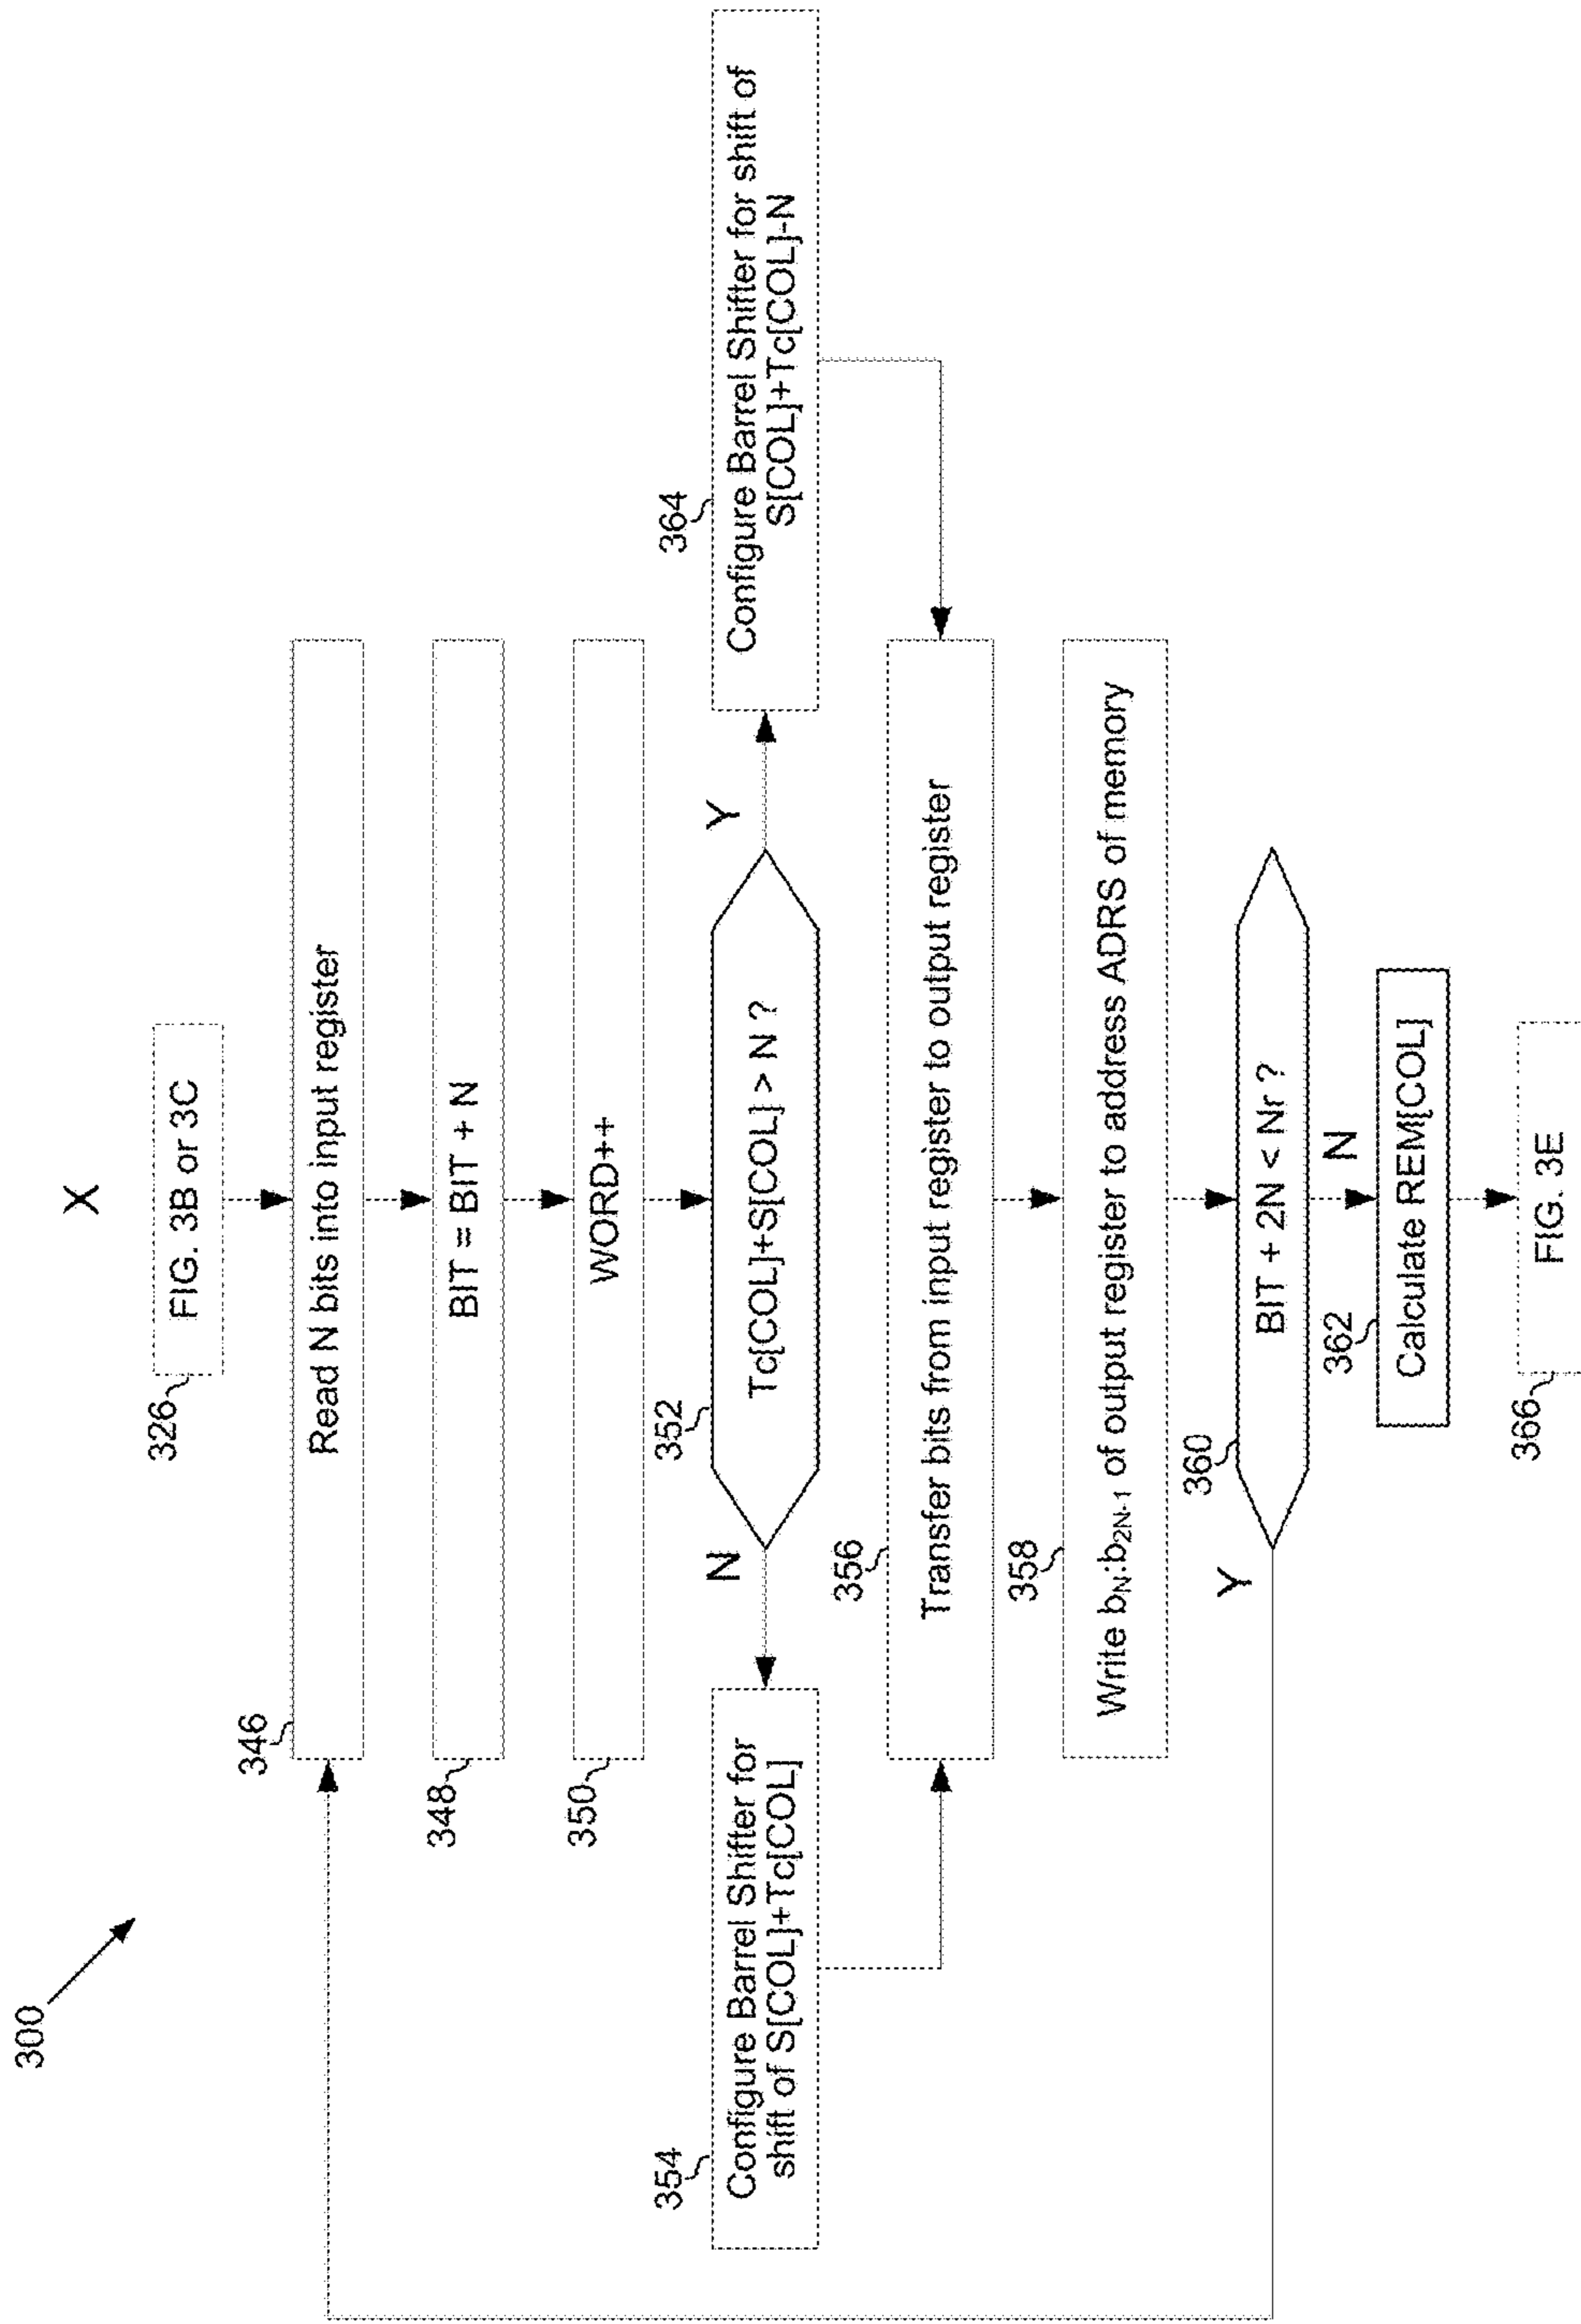 300
X
326
FIG. 3B or 3C
346
Read N bits into input register
348
BIT = BIT + N
350
WORD++
352
Tc[COL]+S[COL] > N ?
N
Y
354
Configure Barrel Shifter for
shift of S[COL]+Tc[COL]
364
Configure Barrel Shifter for shift of
S[COL]+Tc[COL]-N
356
Transfer bits from input register to output register
358
Write bN:b2N-1 of output register to address ADRS of memory
360
BIT + 2N < Nr ?
Y
N
362
Calculate REM[COL]
366
FIG. 3E